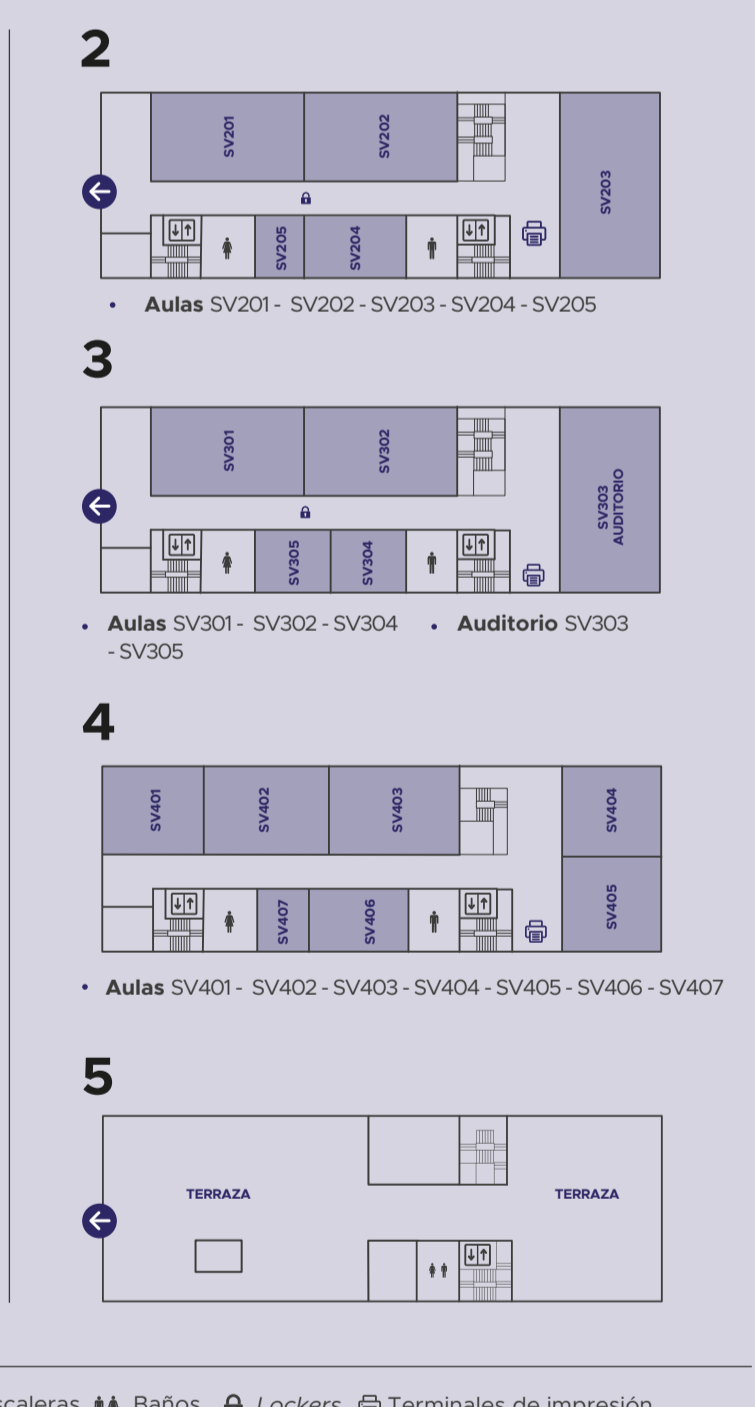 2
SV201
SV202
SV203
SV205
SV204
• Aulas SV201 - SV202 - SV203 - SV204 - SV205
3
SV301
SV302
SV303
AUDITORIO
SV305
SV304
• Aulas SV301 - SV302 - SV304
- SV305
• Auditorio SV303
4
SV401
SV402
SV403
SV404
SV407
SV406
SV405
• Aulas SV401 - SV402 - SV403 - SV404 - SV405 - SV406 - SV407
5
TERRAZA
TERRAZA
Baños Lockers Terminales de impresión